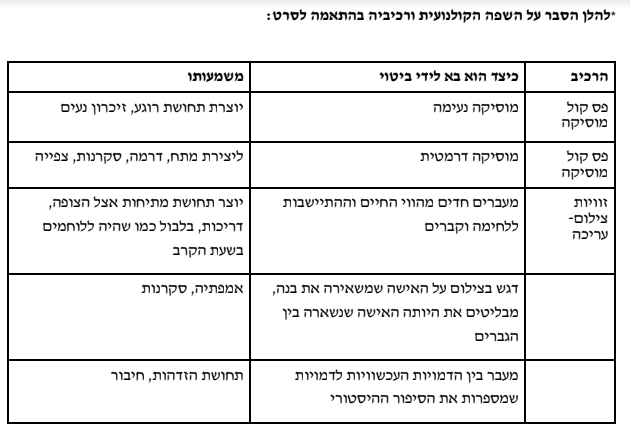 *להלן הסבר על השפה הקולנועית ורכיביה בהתאמה לסרט:
הרכיב כיצד הוא בא לידי ביטוי משמעותו
פס קול מוסיקה נעימה יוצרת תחושת רוגע, זיכרון נעים
מוסיקה
פס קול מוסיקה דרמטית ליצירת מתח, דרמה, סקרנות, צפייה
מוסיקה
זוויות מעברים חדים מהווי החיים וההתיישבות יוצר תחושת מתיחות אצל הצופה,
צילום- ללחימה וקברים דריכות, בלבול כמו שהיה ללוחמים
עריכה בשעת הקרב
דגש בצילום על האישה שמשאירה את בנה, אמפתיה, סקרנות
מבליטים את היותה האישה שנשארה בין
הגברים
מעבר בין הדמויות העכשוויות לדמויות תחושת הזדהות, חיבור
שמספרות את הסיפור ההיסטורי